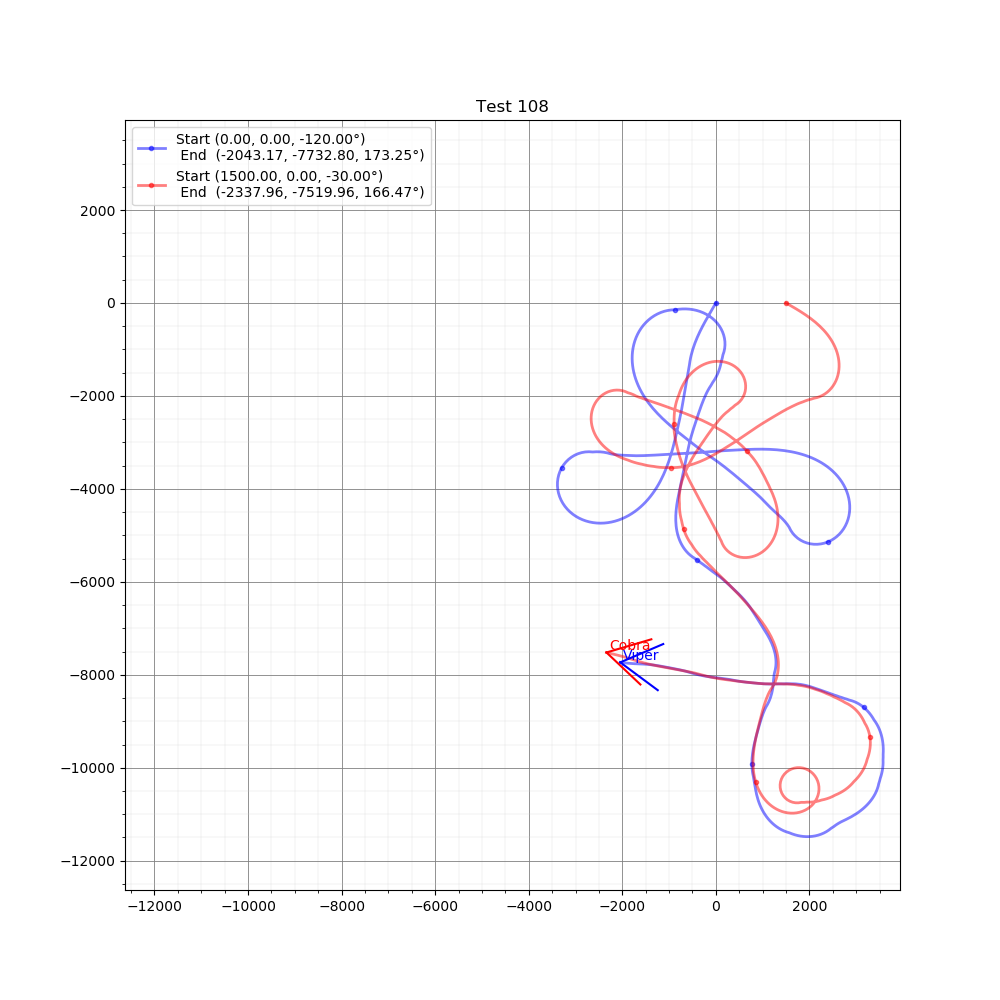 Test 108
Start (0.00, 0.00, -120.00°)
End (-2043.17, -7732.80, 173.25°)
Start (1500.00, 0.00, -30.00°)
End (-2337.96, -7519.96, 166.47°)
2000
0
−2000
−4000
−6000
Cobra
Viper
−8000
−10000
−12000
−12000 −10000 −8000 −6000 −4000 −2000 0 2000